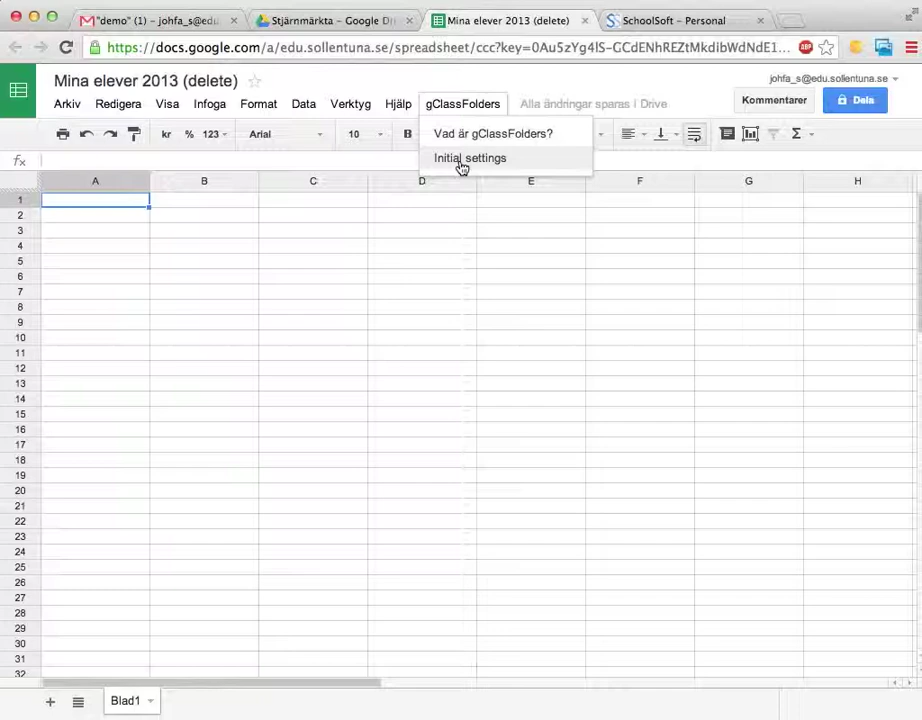 "demo" (1) – johfa_s@edu
Stjärnmärkta – Google Dri
Mina elever 2013 (delete)
SchoolSoft – Personal
https://docs.google.com/a/edu.sollentuna.se/spreadsheet/ccc?key=0Au5zYg4lS-GCdENhREZtMkdibWdNdE1...
ABP
Mina elever 2013 (delete)
johfa_s@edu.sollentuna.se
Arkiv Redigera Visa Infoga Format Data Verktyg Hjälp gClassFolders Alla ändringar sparas i Drive
Kommentarer
Dela
kr % 123 Arial 10 B
Σ
Vad är gClassFolders?
Initial settings
fx
A B C D E F G H
1
2
3
4
5
6
7
8
9
10
11
12
13
14
15
16
17
18
19
20
21
22
23
24
25
26
27
28
29
30
31
32
+ Blad1